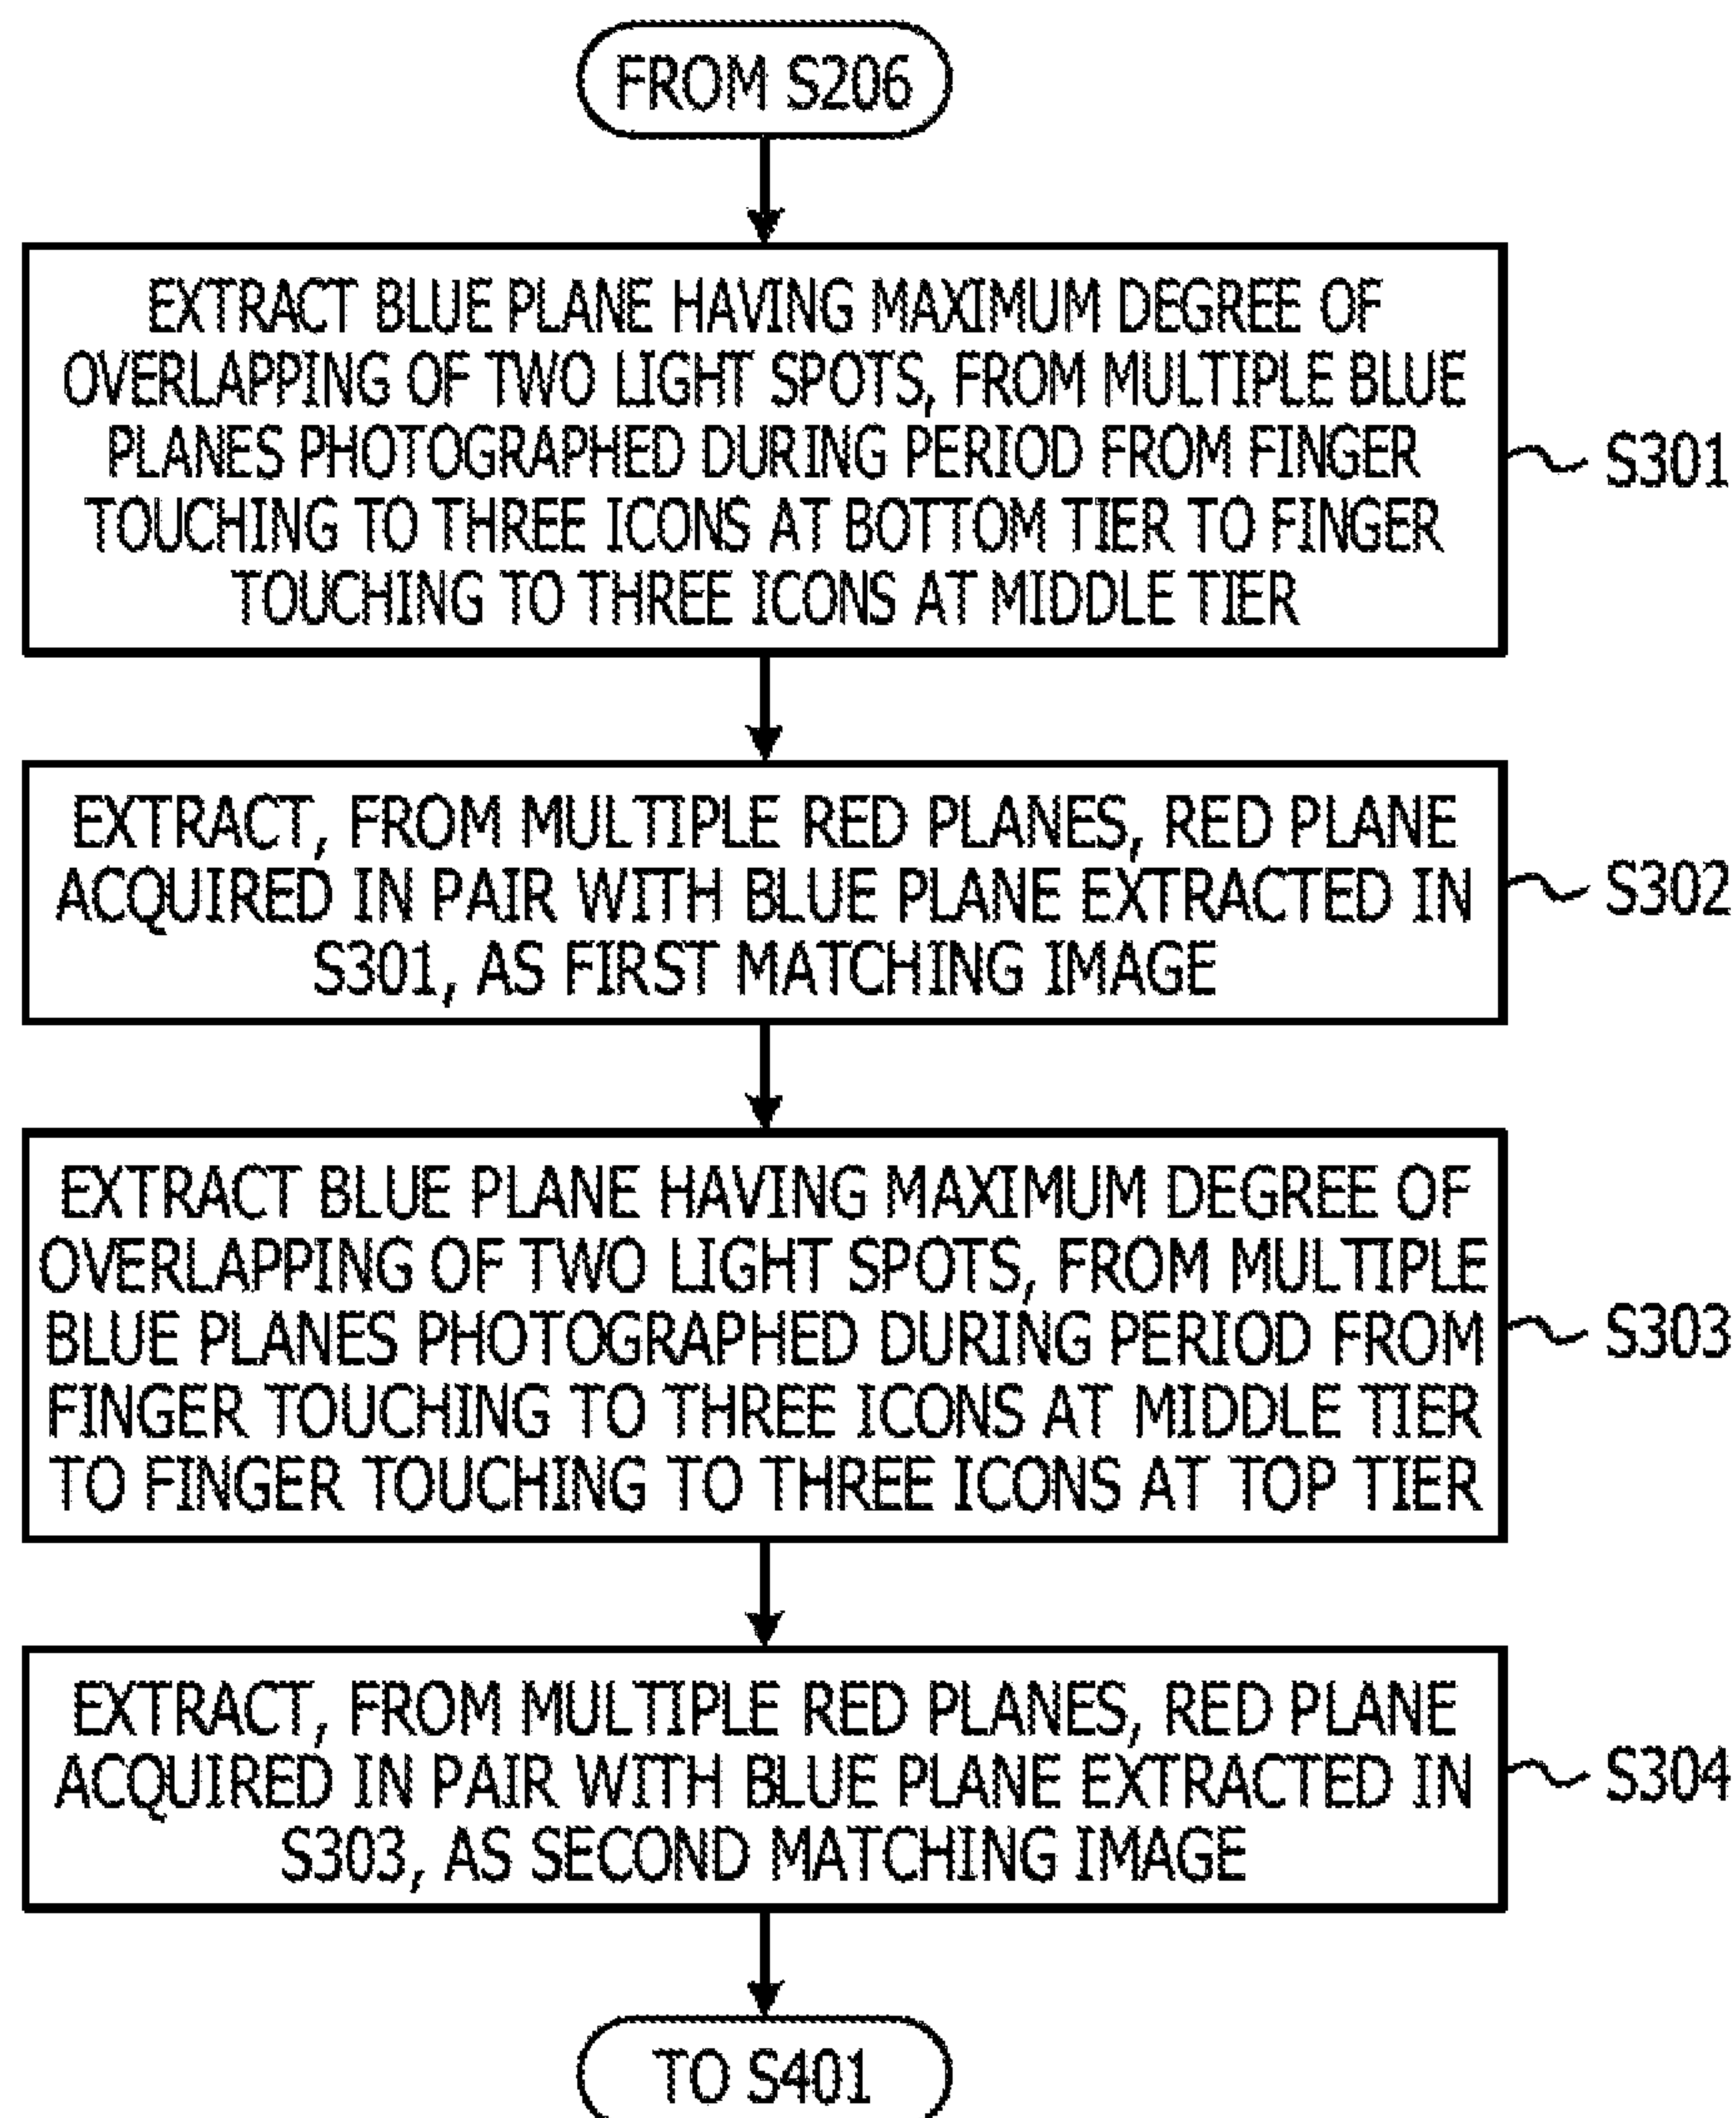 FROM S206
EXTRACT BLUE PLANE HAVING MAXIMUM DEGREE OF
OVERLAPPING OF TWO LIGHT SPOTS, FROM MULTIPLE BLUE
PLANES PHOTOGRAPHED DURING PERIOD FROM FINGER
TOUCHING TO THREE ICONS AT BOTTOM TIER TO FINGER
TOUCHING TO THREE ICONS AT MIDDLE TIER
S301
EXTRACT, FROM MULTIPLE RED PLANES, RED PLANE
ACQUIRED IN PAIR WITH BLUE PLANE EXTRACTED IN
S301, AS FIRST MATCHING IMAGE
S302
EXTRACT BLUE PLANE HAVING MAXIMUM DEGREE OF
OVERLAPPING OF TWO LIGHT SPOTS, FROM MULTIPLE
BLUE PLANES PHOTOGRAPHED DURING PERIOD FROM
FINGER TOUCHING TO THREE ICONS AT MIDDLE TIER
TO FINGER TOUCHING TO THREE ICONS AT TOP TIER
S303
EXTRACT, FROM MULTIPLE RED PLANES, RED PLANE
ACQUIRED IN PAIR WITH BLUE PLANE EXTRACTED IN
S303, AS SECOND MATCHING IMAGE
S304
TO S401